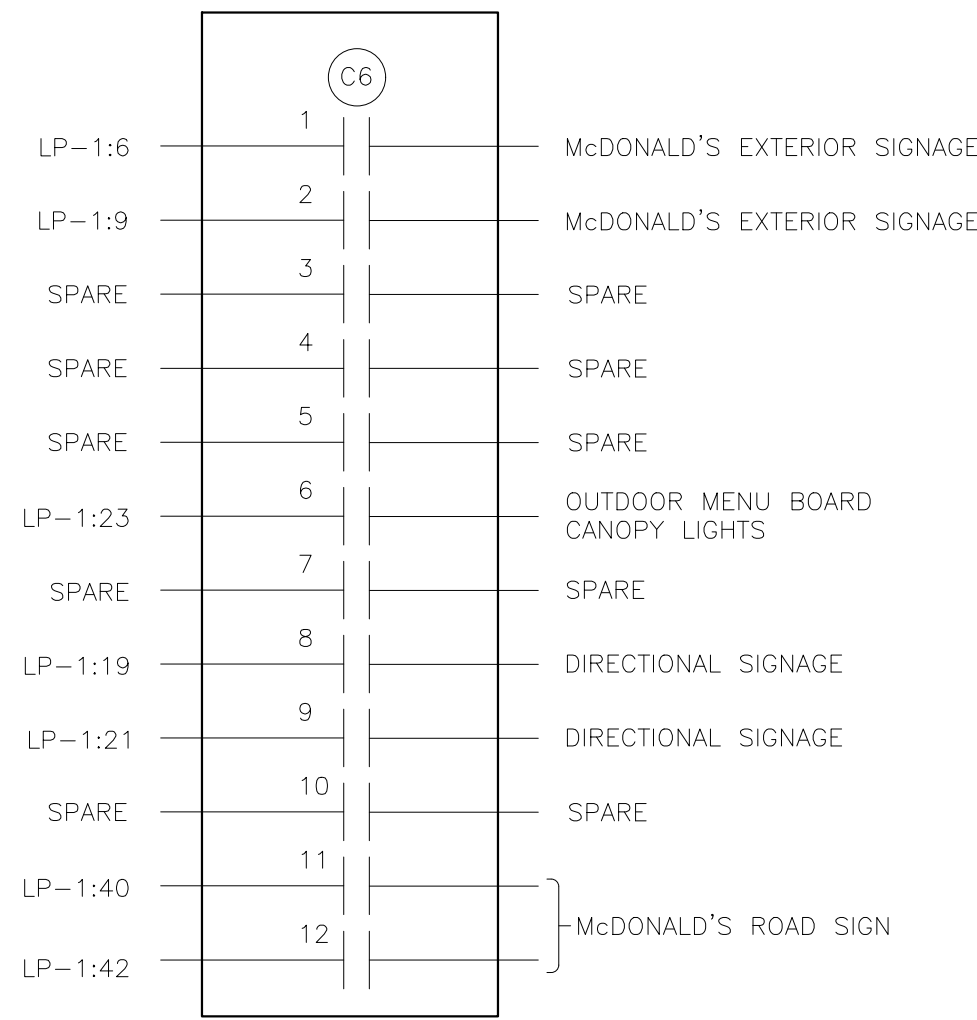 C6
1
LP-1:6
McDONALD'S EXTERIOR SIGNAGE
2
LP-1:9
McDONALD'S EXTERIOR SIGNAGE
3
SPARE
SPARE
4
SPARE
SPARE
5
SPARE
SPARE
6
LP-1:23
OUTDOOR MENU BOARD
CANOPY LIGHTS
7
SPARE
SPARE
8
LP-1:19
DIRECTIONAL SIGNAGE
9
LP-1:21
DIRECTIONAL SIGNAGE
10
SPARE
SPARE
11
LP-1:40
McDONALD'S ROAD SIGN
12
LP-1:42